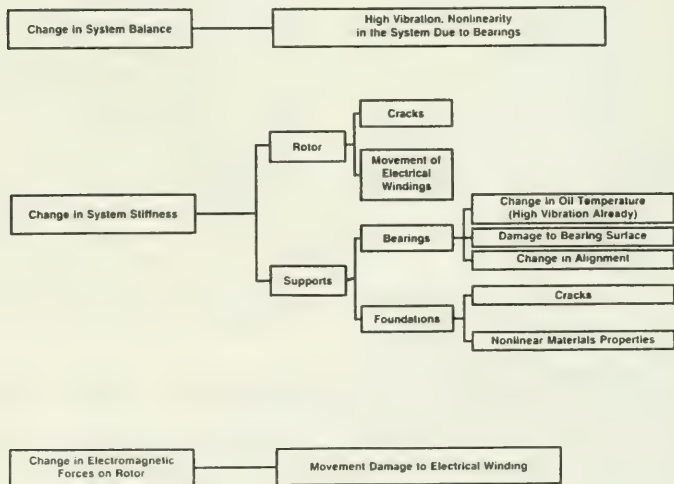 Change in System Balance
High Vibration, Nonlinearity
in the System Due to Bearings
Change in System Stiffness
Rotor
Cracks
Movement of
Electrical
Windings
Supports
Bearings
Change in Oil Temperature
(High Vibration Already)
Damage to Bearing Surface
Change in Alignment
Foundations
Cracks
Nonlinear Materials Properties
Change in Electromagnetic
Forces on Rotor
Movement Damage to Electrical Winding